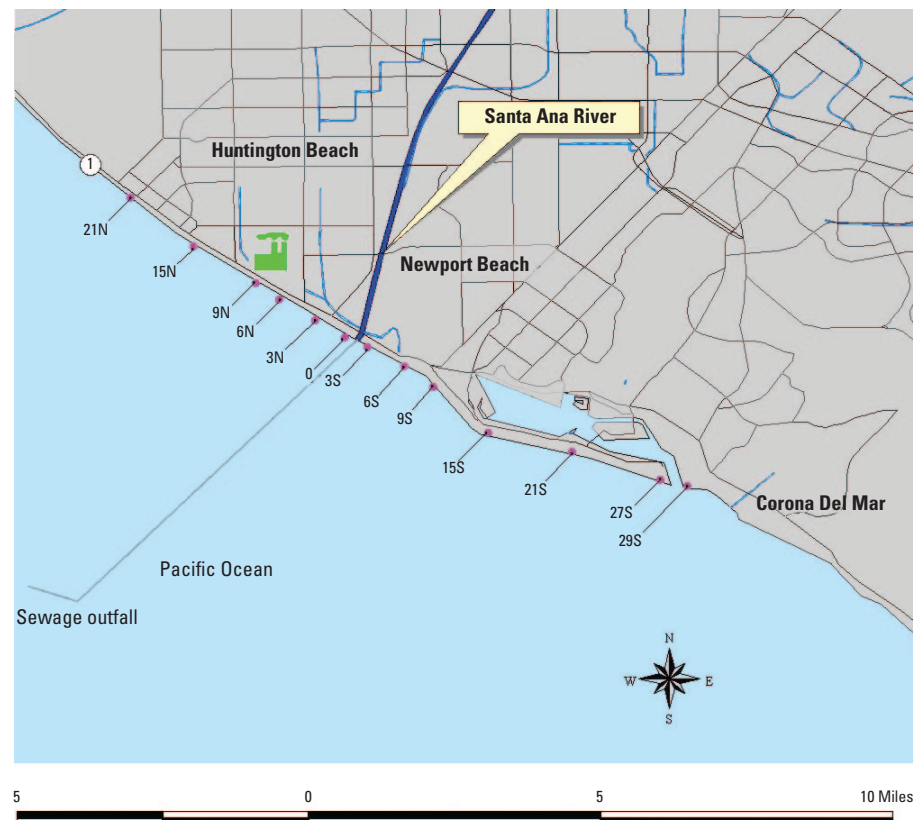 Santa Ana River
Huntington Beach
1
21N
15N
Newport Beach
9N
6N
3N
0
3S
6S
9S
15S
21S
27S
29S
Corona Del Mar
Pacific Ocean
Sewage outfall
N
W E
S
5 0 5 10 Miles